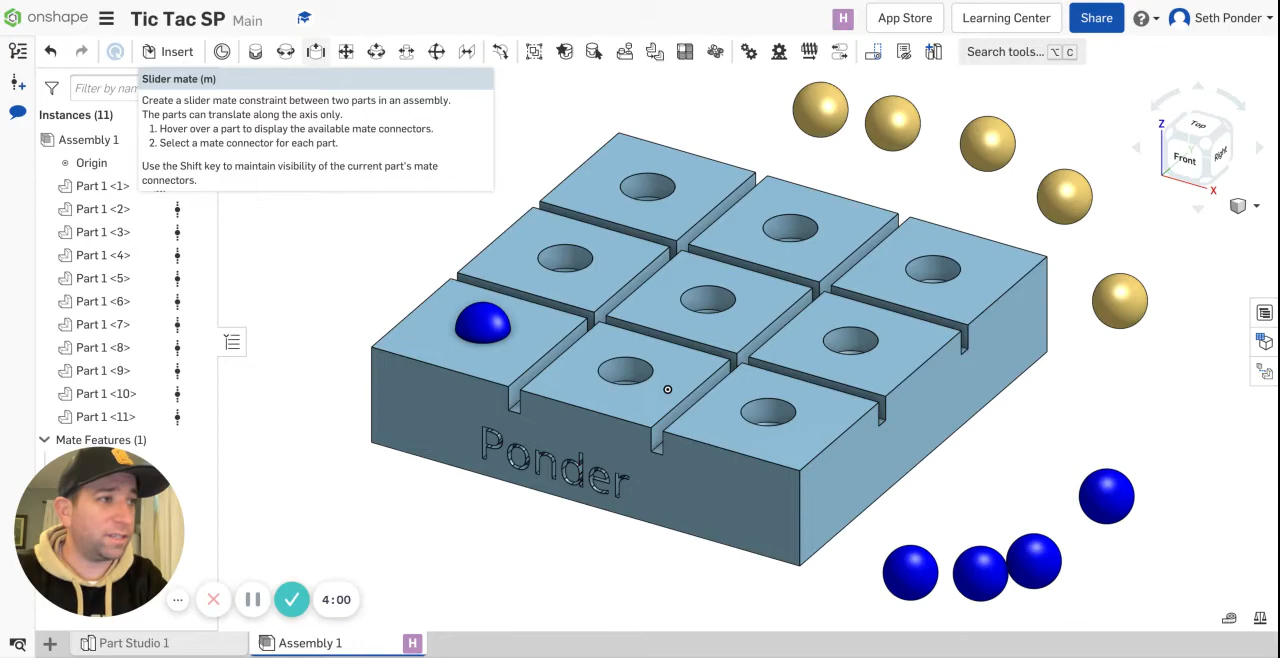 onshape
Tic Tac SP Main
H
App Store
Learning Center
Share
Seth Ponder
Insert
Search tools... ⌥ C
Slider mate (m)
Create a slider mate constraint between two parts in an assembly.
The parts can translate along the axis only.
1. Hover over a part to display the available mate connectors.
2. Select a mate connector for each part.
Use the Shift key to maintain visibility of the current part's mate
connectors.
Filter by nam
Instances (11)
Assembly 1
Origin
Part 1 <1>
Part 1 <2>
Part 1 <3>
Part 1 <4>
Part 1 <5>
Part 1 <6>
Part 1 <7>
Part 1 <8>
Part 1 <9>
Part 1 <10>
Part 1 <11>
Mate Features (1)
Ponder
Z
Top
Y
Front
Right
X
4:00
Part Studio 1
Assembly 1
H